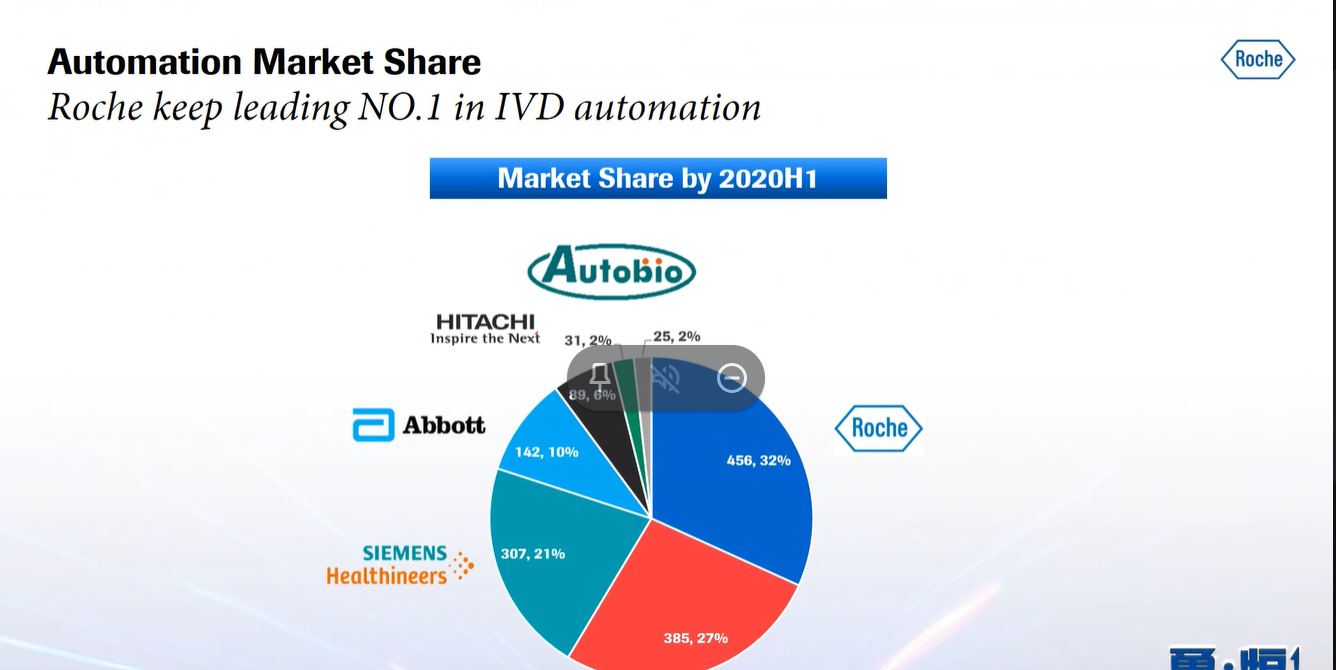 Automation Market Share
Roche
Roche keep leading NO.1 in IVD automation
Market Share by 2020H1
Autobio
HITACHI
Inspire the Next
31, 2%
25, 2%
89, 6%
Abbott
Roche
142, 10%
456, 32%
SIEMENS
Healthineers
307, 21%
385, 27%